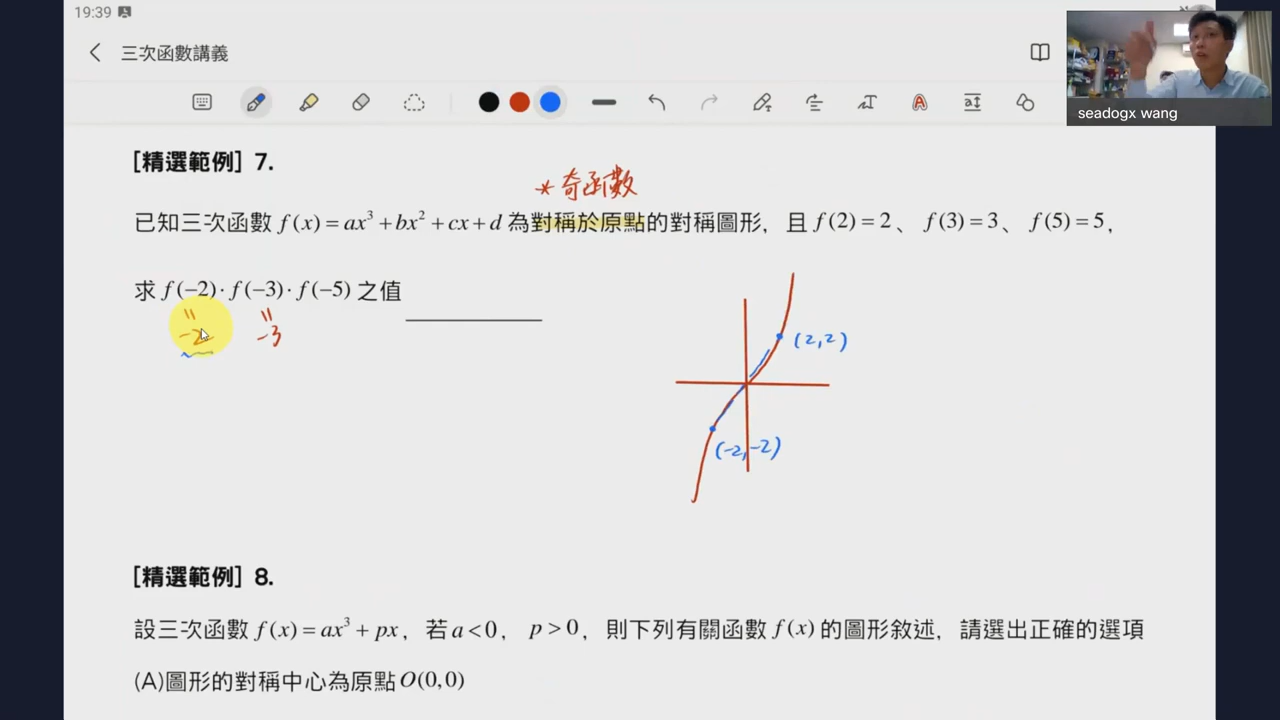 19:39
三次函數講義
seadogx wang
[精選範例] 7.
*奇函數
已知三次函數 f(x)=ax³+bx²+cx+d 為對稱於原點的對稱圖形, 且 f(2)=2、f(3)=3、f(5)=5,
求 f(−2)·f(−3)·f(−5) 之值
"  "
-2  -3
(2,2)
(-2,-2)
[精選範例] 8.
設三次函數 f(x)=ax³+px, 若 a<0, p>0, 則下列有關函數 f(x) 的圖形敘述, 請選出正確的選項
(A)圖形的對稱中心為原點 O(0,0)